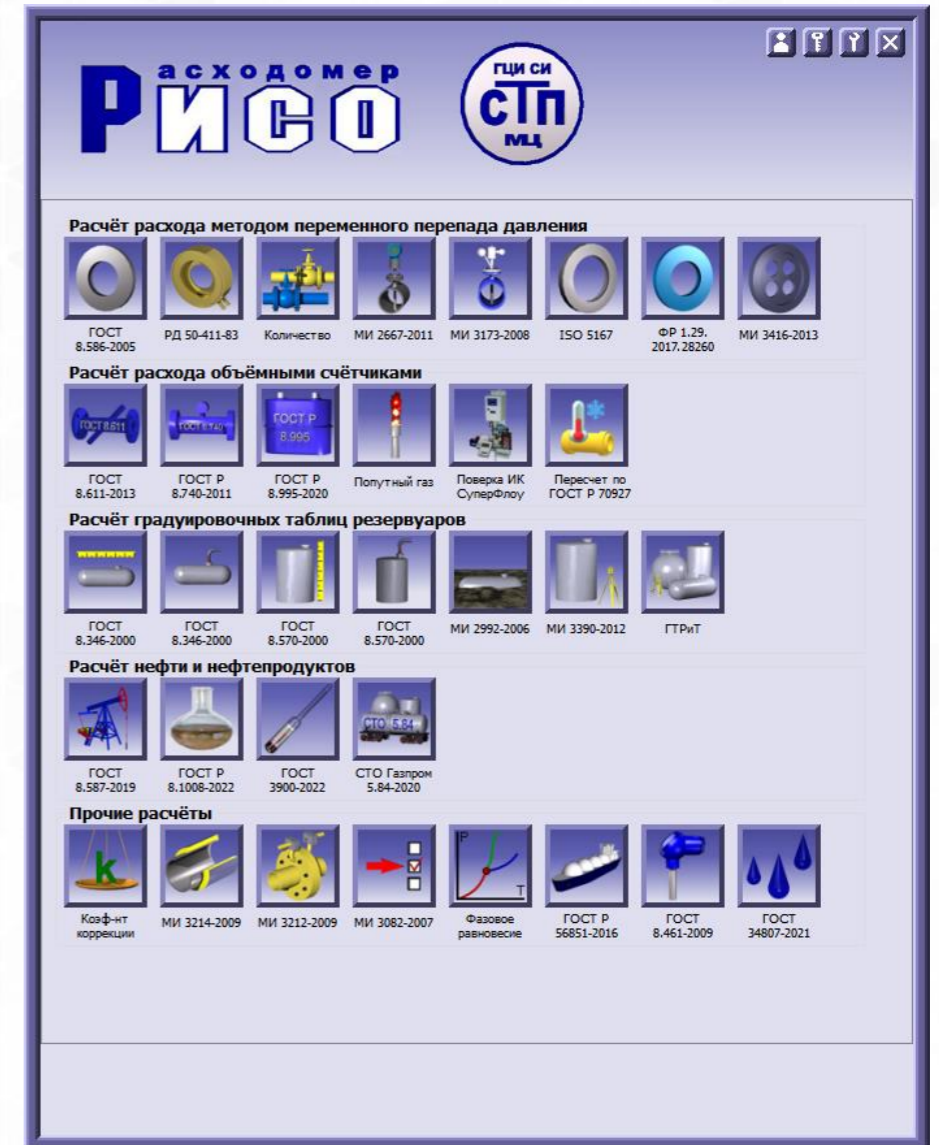 Расходомер
ИСО
ГЦИ СИ
СТП
МЦ
Расчёт расхода методом переменного перепада давления
ГОСТ
8.586-2005
РД 50-411-83
Количество
МИ 2667-2011
МИ 3173-2008
ISO 5167
ФР 1.29.
2017.28260
МИ 3416-2013
Расчёт расхода объёмными счётчиками
ГОСТ 8.611
ГОСТ 8.740
ГОСТ Р
8.995
ГОСТ
8.611-2013
ГОСТ Р
8.740-2011
ГОСТ Р
8.995-2020
Попутный газ
Поверка ИК
СуперФлоу
Пересчет по
ГОСТ Р 70927
Расчёт градуировочных таблиц резервуаров
ГОСТ
8.346-2000
ГОСТ
8.346-2000
ГОСТ
8.570-2000
ГОСТ
8.570-2000
МИ 2992-2006
МИ 3390-2012
ГТРиТ
Расчёт нефти и нефтепродуктов
СТО 5.84
ГОСТ
8.587-2019
ГОСТ Р
8.1008-2022
ГОСТ
3900-2022
СТО Газпром
5.84-2020
Прочие расчёты
k
P
T
Коэф-нт
коррекции
МИ 3214-2009
МИ 3212-2009
МИ 3082-2007
Фазовое
равновесие
ГОСТ Р
56851-2016
ГОСТ
8.461-2009
ГОСТ
34807-2021